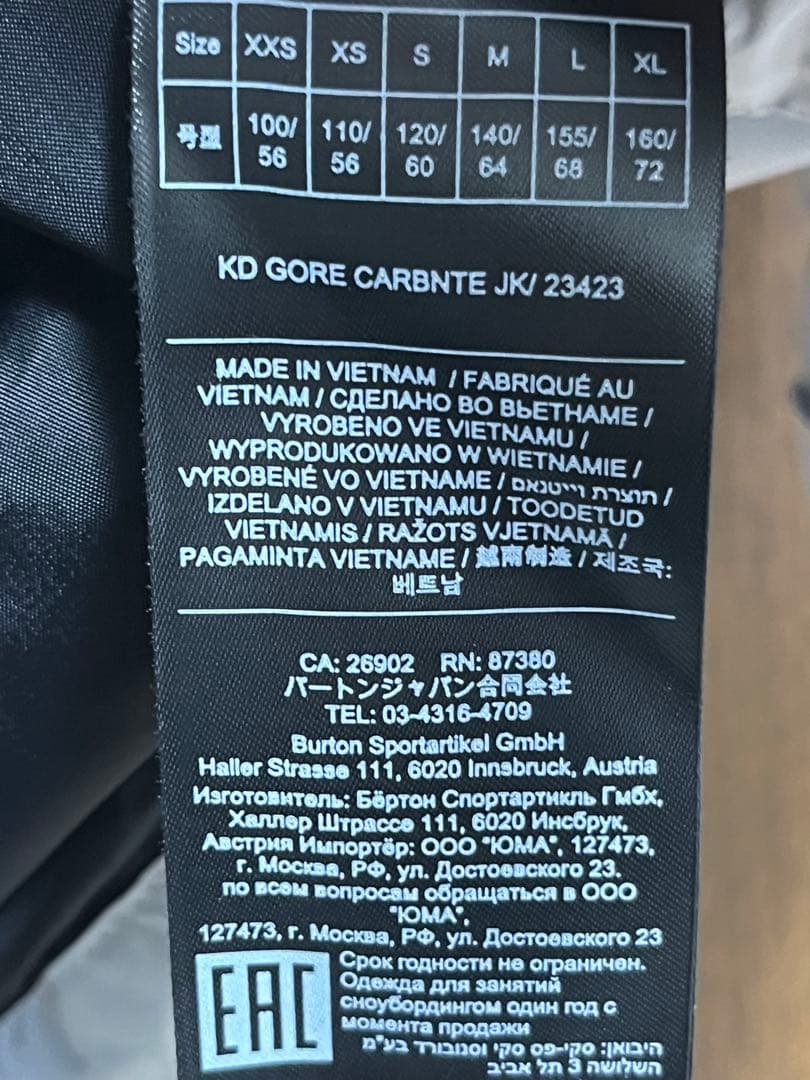 Size XXS XS S M L XL
号型 100/56 110/56 120/60 140/64 155/68 160/72
KD GORE CARBNTE JK/ 23423
MADE IN VIETNAM / FABRIQUÉ AU
VIETNAM / СДЕЛАНО ВО ВЬЕТНАМЕ /
VYROBENO VE VIETNAMU /
WYPRODUKOWANO W WIETNAMIE /
VYROBENÉ VO VIETNAME / תוצרת וייטנאם /
IZDELANO V VIETNAMU / TOODETUD
VIETNAMIS / RAŽOTS VJETNAMĀ /
PAGAMINTA VIETNAME / 越南制造 / 제조국:
베트남
CA: 26902 RN: 87380
バートンジャパン合同会社
TEL: 03-4316-4709
Burton Sportartikel GmbH
Haller Strasse 111, 6020 Innsbruck, Austria
Изготовитель: Бёртон Спортартикль Гмбх,
Халлер Штрассе 111, 6020 Инсбрук,
Австрия Импортёр: ООО "ЮМА", 127473,
г. Москва, РФ, ул. Достоевского 23.
по всем вопросам обращаться в ООО
"ЮМА",
127473, г. Москва, РФ, ул. Достоевского 23
EAC
Срок годности не ограничен.
Одежда для занятий
сноубордингом один год с
момента продажи
היבואן: סקי-פס סקי וסנובורד בע"מ
השלושה 3 תל אביב